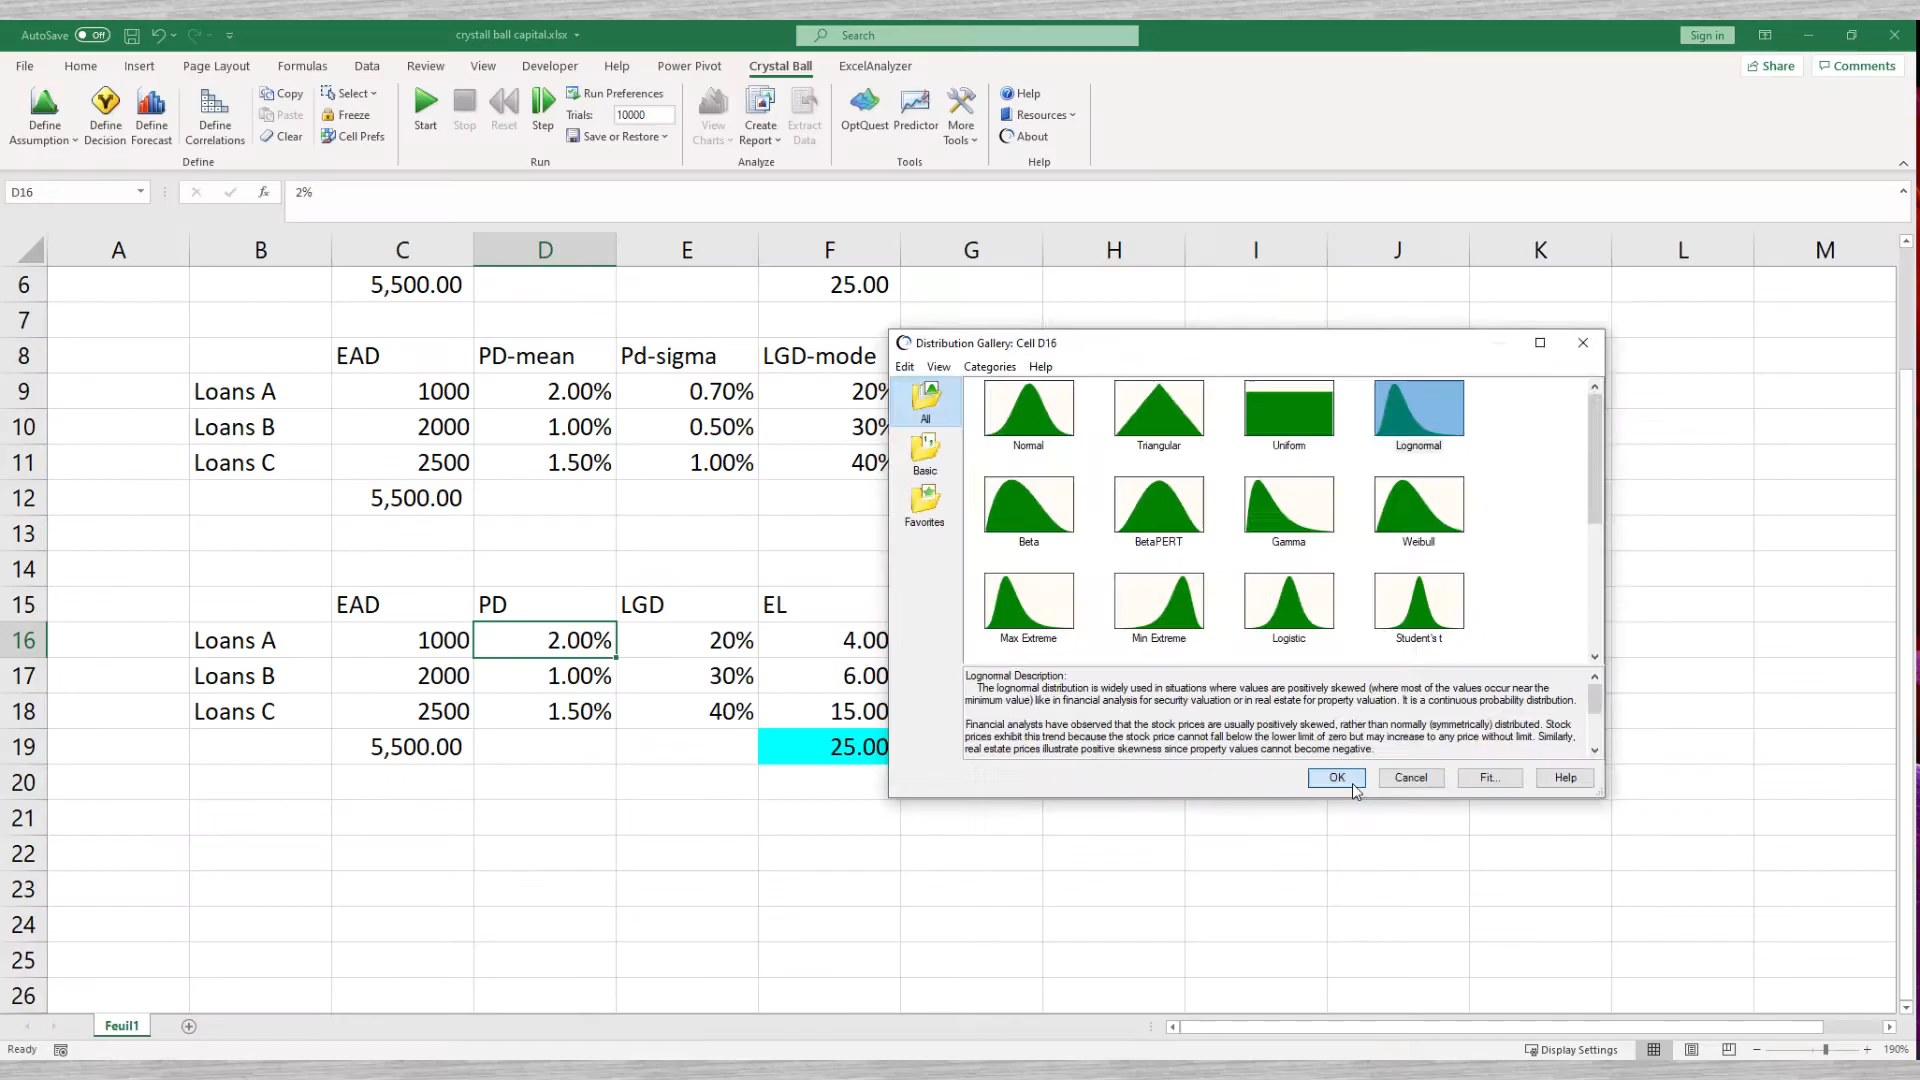 AutoSave Off crystall ball capital.xlsx Search Sign in
File Home Insert Page Layout Formulas Data Review View Developer Help Power Pivot Crystal Ball ExcelAnalyzer Share Comments
Define Assumption Define Decision Define Forecast Define Correlations Copy Paste Clear Select Freeze Cell Prefs
Start Stop Reset Step Run Preferences Trials: 10000 Save or Restore
View Charts Create Report Extract Data OptQuest Predictor More Tools Help Resources About
Define Run Analyze Tools Help
D16 fx 2%
A B C D E F G H I J K L M
6 5,500.00 25.00
7
8 EAD PD-mean Pd-sigma LGD-mode
9 Loans A 1000 2.00% 0.70% 20%
10 Loans B 2000 1.00% 0.50% 30%
11 Loans C 2500 1.50% 1.00% 40%
12 5,500.00
13
14
15 EAD PD LGD EL
16 Loans A 1000 2.00% 20% 4.00
17 Loans B 2000 1.00% 30% 6.00
18 Loans C 2500 1.50% 40% 15.00
19 5,500.00 25.00
20
21
22
23
24
25
26
Distribution Gallery: Cell D16
Edit View Categories Help
All
Basic
Favorites
Normal Triangular Uniform Lognormal
Beta BetaPERT Gamma Weibull
Max Extreme Min Extreme Logistic Student's t
Lognormal Description:
The lognormal distribution is widely used in situations where values are positively skewed (where most of the values occur near the
minimum value) like in financial analysis for security valuation or in real estate for property valuation. It is a continuous probability distribution.
Financial analysts have observed that the stock prices are usually positively skewed, rather than normally (symmetrically) distributed. Stock
prices exhibit this trend because the stock price cannot fall below the lower limit of zero but may increase to any price without limit. Similarly,
real estate prices illustrate positive skewness since property values cannot become negative.
OK Cancel Fit... Help
Feuil1
Ready Display Settings 190%